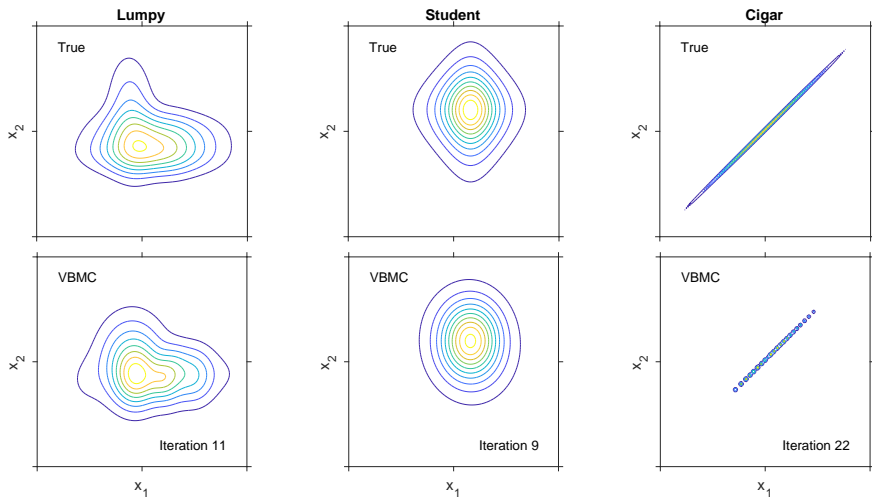 Lumpy
Student
Cigar
True
True
True
x2
x2
x2
VBMC
VBMC
VBMC
x2
x2
x2
Iteration 11
Iteration 9
Iteration 22
x1
x1
x1